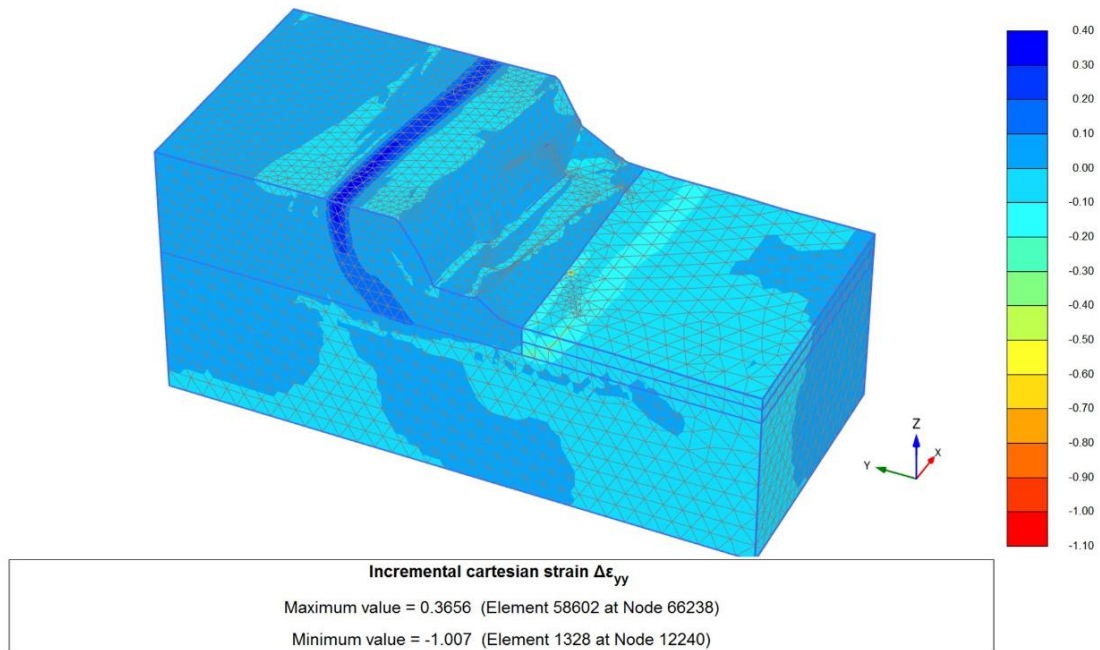 0.40
0.30
0.20
0.10
0.00
-0.10
-0.20
-0.30
-0.40
-0.50
-0.60
-0.70
-0.80
-0.90
-1.00
-1.10
Z
Y
X
Incremental cartesian strain Δεyy
Maximum value = 0.3656 (Element 58602 at Node 66238)
Minimum value = -1.007 (Element 1328 at Node 12240)